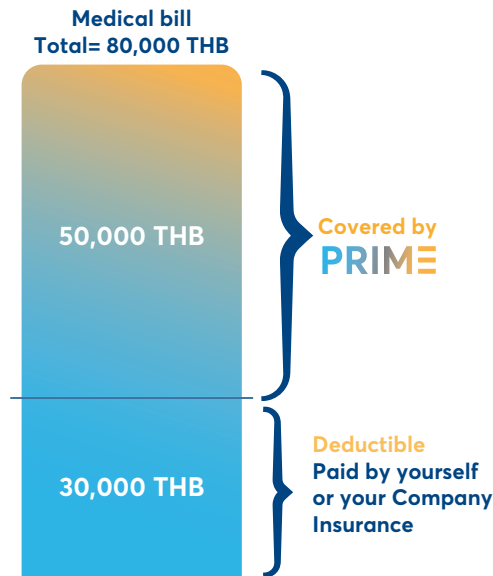 Medical bill
Total= 80,000 THB
50,000 THB
Covered by
PRIME
30,000 THB
Deductible
Paid by yourself
or your Company
Insurance